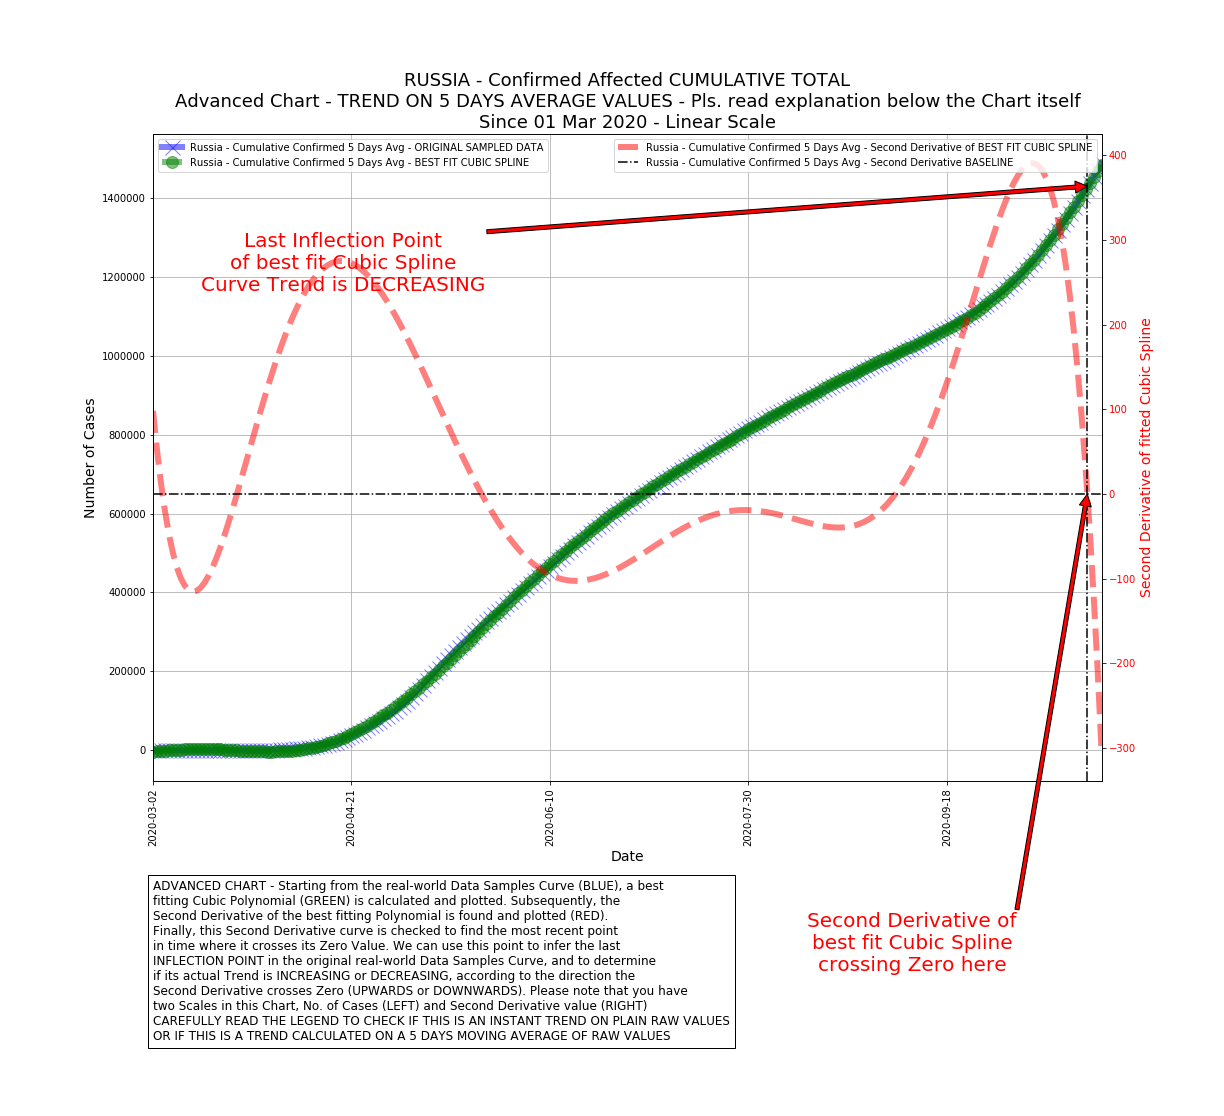 RUSSIA - Confirmed Affected CUMULATIVE TOTAL
Advanced Chart - TREND ON 5 DAYS AVERAGE VALUES - Pls. read explanation below the Chart itself
Since 01 Mar 2020 - Linear Scale
Russia - Cumulative Confirmed 5 Days Avg - ORIGINAL SAMPLED DATA
Russia - Cumulative Confirmed 5 Days Avg - BEST FIT CUBIC SPLINE
Russia - Cumulative Confirmed 5 Days Avg - Second Derivative of BEST FIT CUBIC SPLINE
Russia - Cumulative Confirmed 5 Days Avg - Second Derivative BASELINE
Last Inflection Point
of best fit Cubic Spline
Curve Trend is DECREASING
Number of Cases
1400000
1200000
1000000
800000
600000
400000
200000
0
400
300
200
100
0
−100
−200
−300
Second Derivative of fitted Cubic Spline
2020-03-02
2020-04-21
2020-06-10
2020-07-30
2020-09-18
Date
ADVANCED CHART - Starting from the real-world Data Samples Curve (BLUE), a best
fitting Cubic Polynomial (GREEN) is calculated and plotted. Subsequently, the
Second Derivative of the best fitting Polynomial is found and plotted (RED).
Finally, this Second Derivative curve is checked to find the most recent point
in time where it crosses its Zero Value. We can use this point to infer the last
INFLECTION POINT in the original real-world Data Samples Curve, and to determine
if its actual Trend is INCREASING or DECREASING, according to the direction the
Second Derivative crosses Zero (UPWARDS or DOWNWARDS). Please note that you have
two Scales in this Chart, No. of Cases (LEFT) and Second Derivative value (RIGHT)
CAREFULLY READ THE LEGEND TO CHECK IF THIS IS AN INSTANT TREND ON PLAIN RAW VALUES
OR IF THIS IS A TREND CALCULATED ON A 5 DAYS MOVING AVERAGE OF RAW VALUES
Second Derivative of
best fit Cubic Spline
crossing Zero here